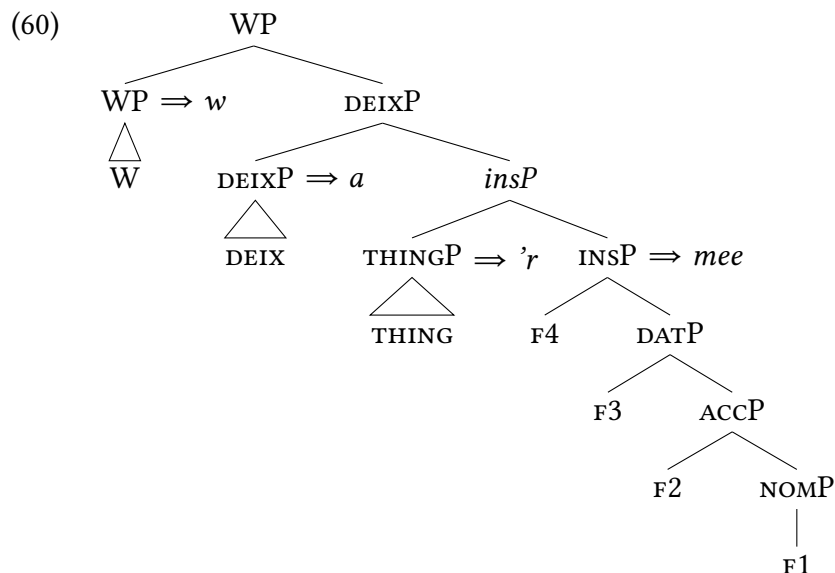 (60) WP
WP ⇒ w DEIXP
W DEIXP ⇒ a insP
DEIX THINGP ⇒ ’r INSP ⇒ mee
THING F4 DATP
F3 ACCP
F2 NOMP
F1